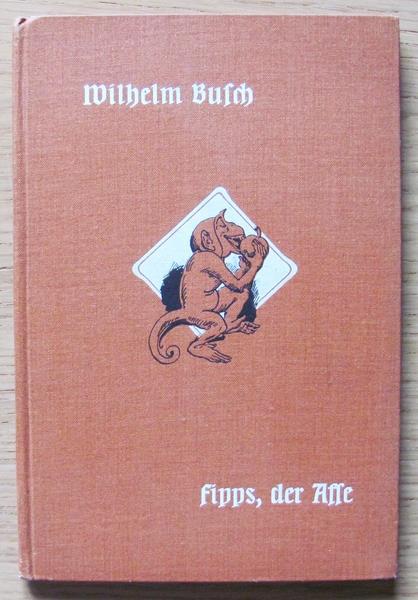 Wilhelm Busch
Fipps, der Affe